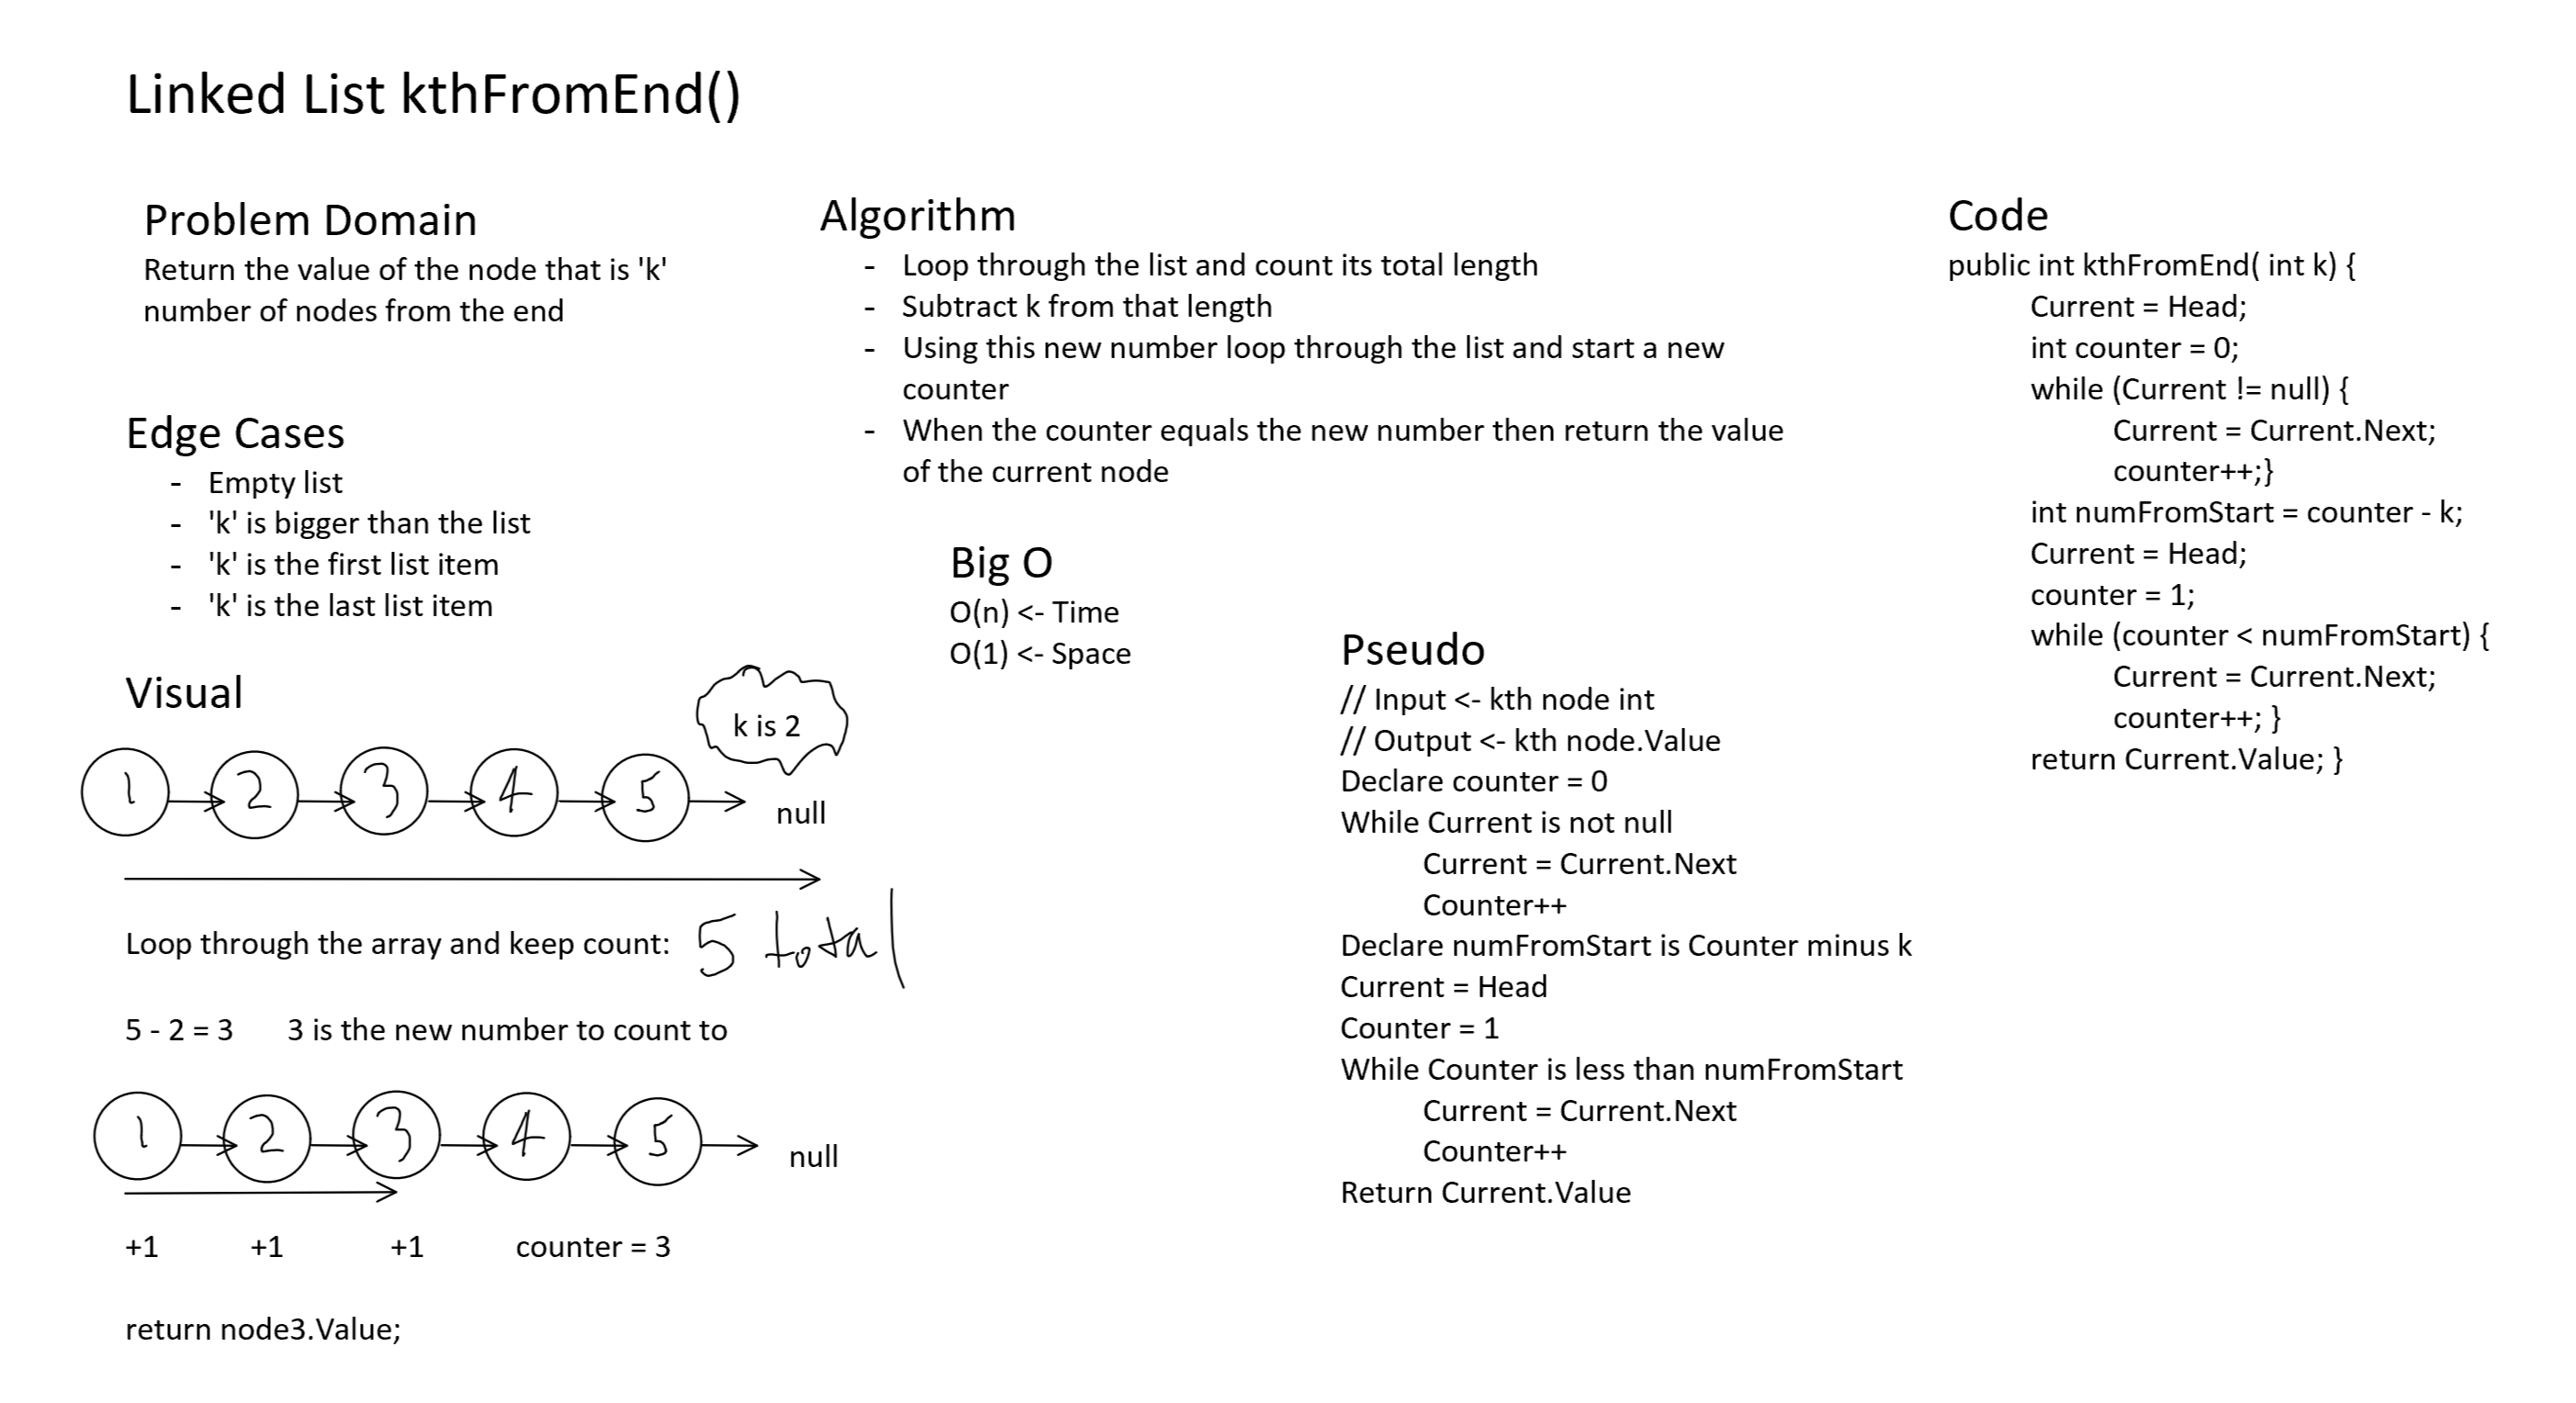 Linked List kthFromEnd()
Problem Domain
Return the value of the node that is 'k'
number of nodes from the end
Edge Cases
- Empty list
- 'k' is bigger than the list
- 'k' is the first list item
- 'k' is the last list item
Visual
k is 2
1 2 3 4 5 null
Loop through the array and keep count: 5 total
5 - 2 = 3 3 is the new number to count to
1 2 3 4 5 null
+1 +1 +1 counter = 3
return node3.Value;
Algorithm
- Loop through the list and count its total length
- Subtract k from that length
- Using this new number loop through the list and start a new
counter
- When the counter equals the new number then return the value
of the current node
Big O
O(n) <- Time
O(1) <- Space
Pseudo
// Input <- kth node int
// Output <- kth node.Value
Declare counter = 0
While Current is not null
Current = Current.Next
Counter++
Declare numFromStart is Counter minus k
Current = Head
Counter = 1
While Counter is less than numFromStart
Current = Current.Next
Counter++
Return Current.Value
Code
public int kthFromEnd( int k) {
Current = Head;
int counter = 0;
while (Current != null) {
Current = Current.Next;
counter++;}
int numFromStart = counter - k;
Current = Head;
counter = 1;
while (counter < numFromStart) {
Current = Current.Next;
counter++; }
return Current.Value; }